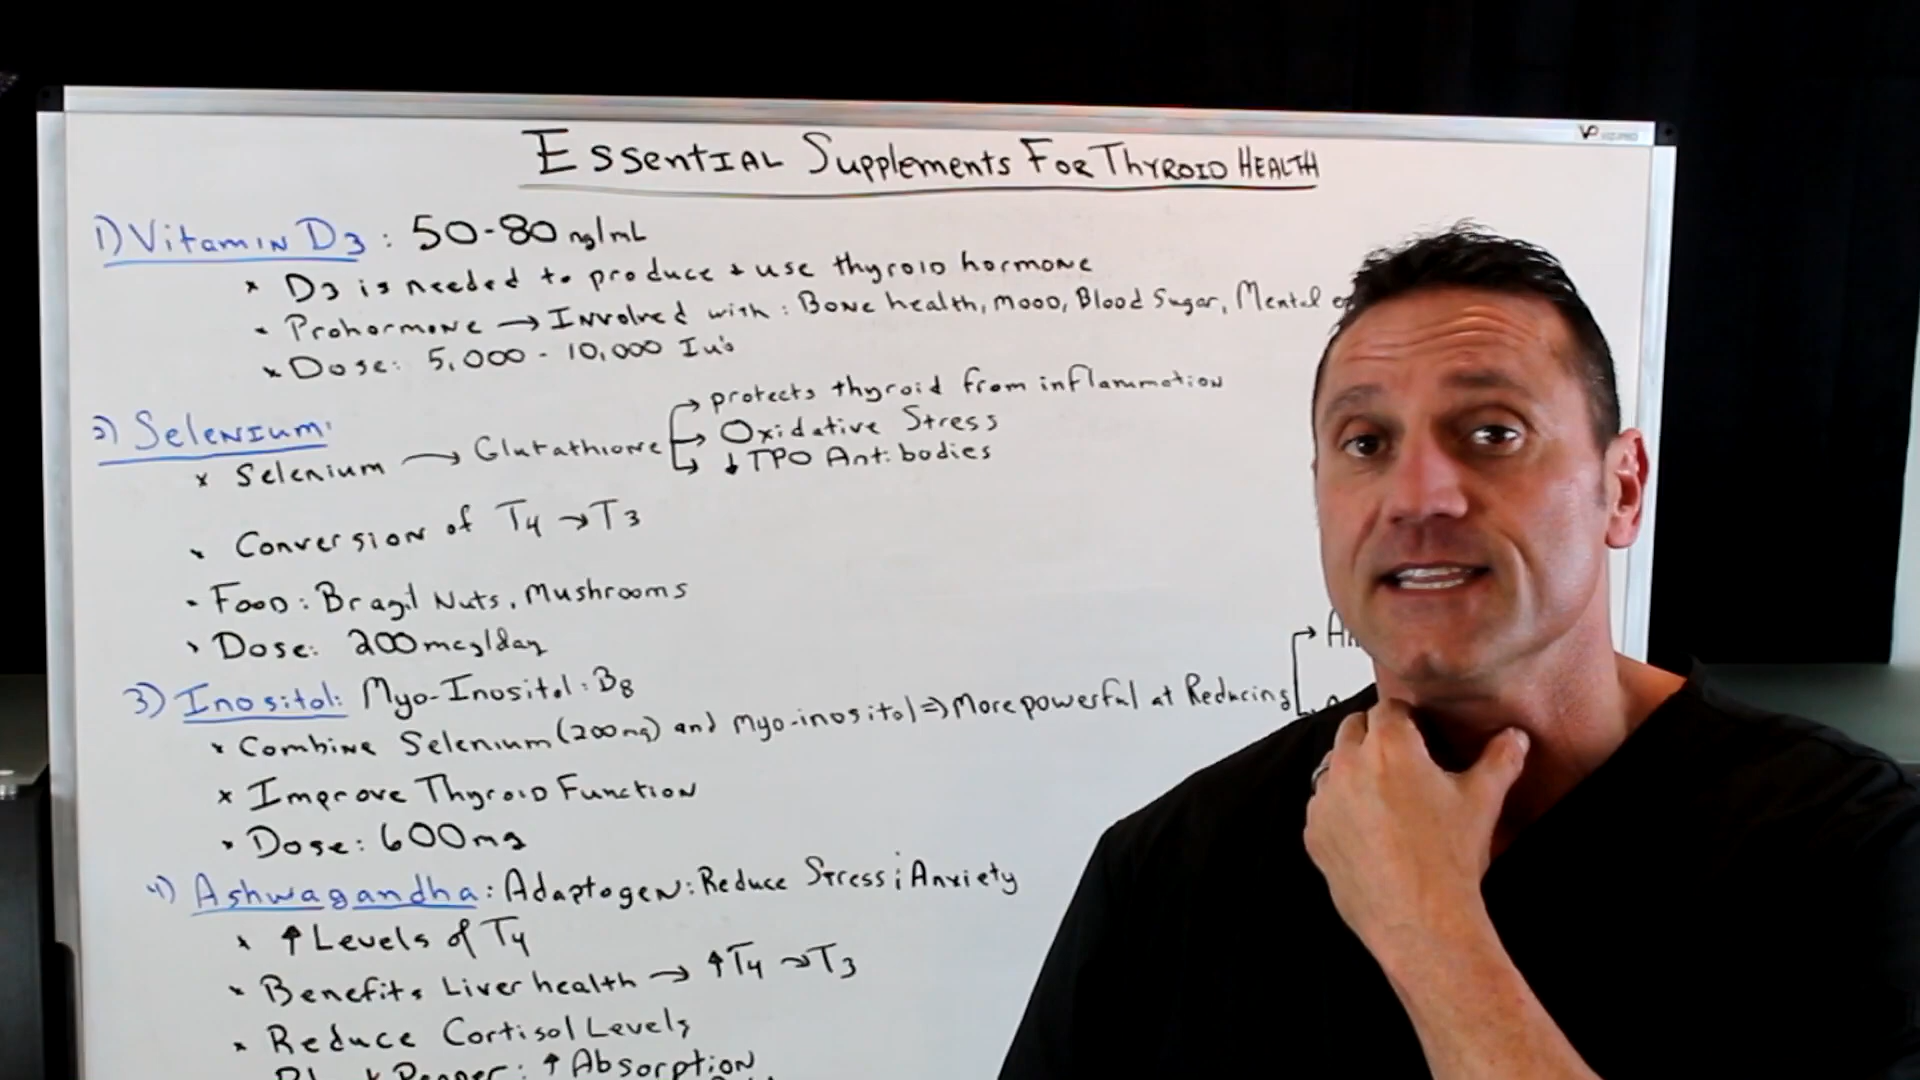 Essential Supplements For Thyroid Health
VP
1) Vitamin D3 : 50-80 ng/mL
* D3 is needed to produce + use thyroid hormone
* Prohormone → Involved with : Bone health, Mood, Blood Sugar, Mental
* Dose: 5,000 - 10,000 Iu's
2) Selenium:
→ protects thyroid from inflammation
* Selenium → Glutathione → Oxidative Stress
→ ↓ TPO Antibodies
* Conversion of T4 → T3
* Food : Brazil Nuts, Mushrooms
* Dose: 200mcg/day
3) Inositol: Myo-Inositol : B8
* Combine Selenium (200mg) and myo-inositol => More powerful at Reducing
* Improve Thyroid Function
* Dose: 600mg
4) Ashwagandha : Adaptogen : Reduce Stress ; Anxiety
* ↑ Levels of T4
* Benefits Liver health → ↑T4 → T3
* Reduce Cortisol Levels
Pepper : ↑ Absorption